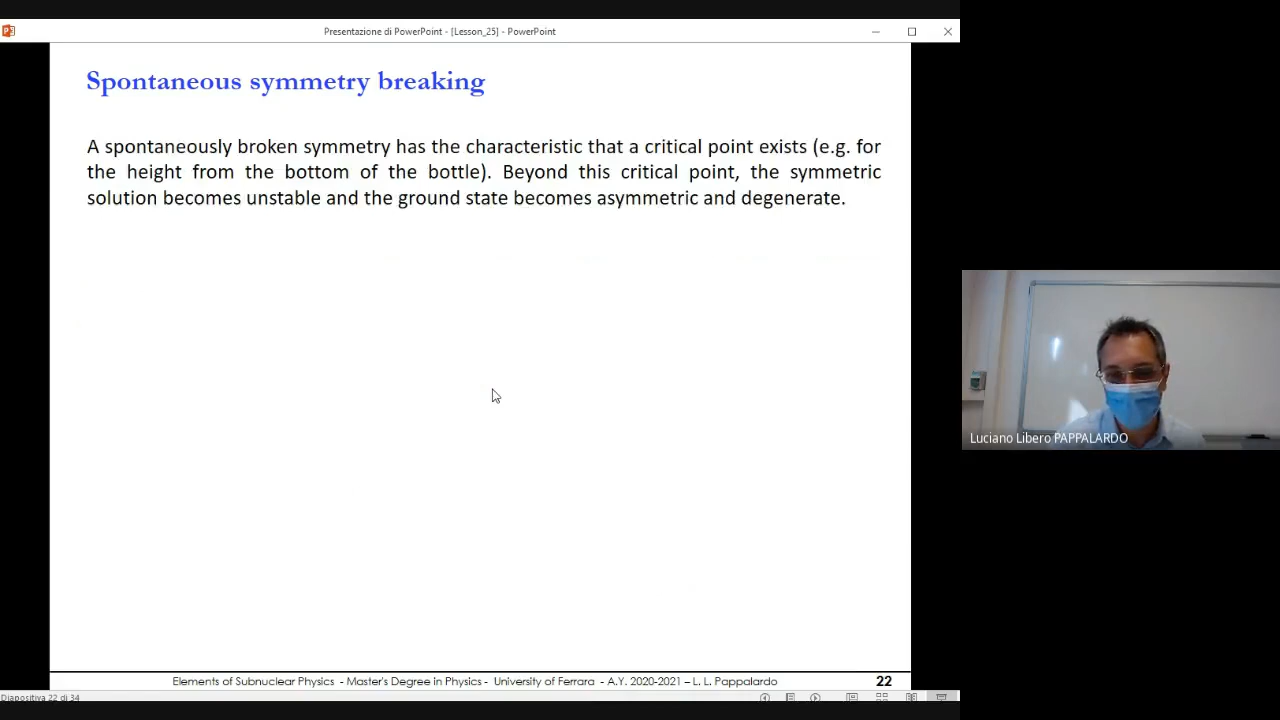 Presentazione di PowerPoint - [Lesson_25] - PowerPoint
Spontaneous symmetry breaking
A spontaneously broken symmetry has the characteristic that a critical point exists (e.g. for
the height from the bottom of the bottle). Beyond this critical point, the symmetric
solution becomes unstable and the ground state becomes asymmetric and degenerate.
Luciano Libero PAPPALARDO
Elements of Subnuclear Physics - Master's Degree in Physics - University of Ferrara - A.Y. 2020-2021 – L. L. Pappalardo
22
Diapositiva 22 di 34